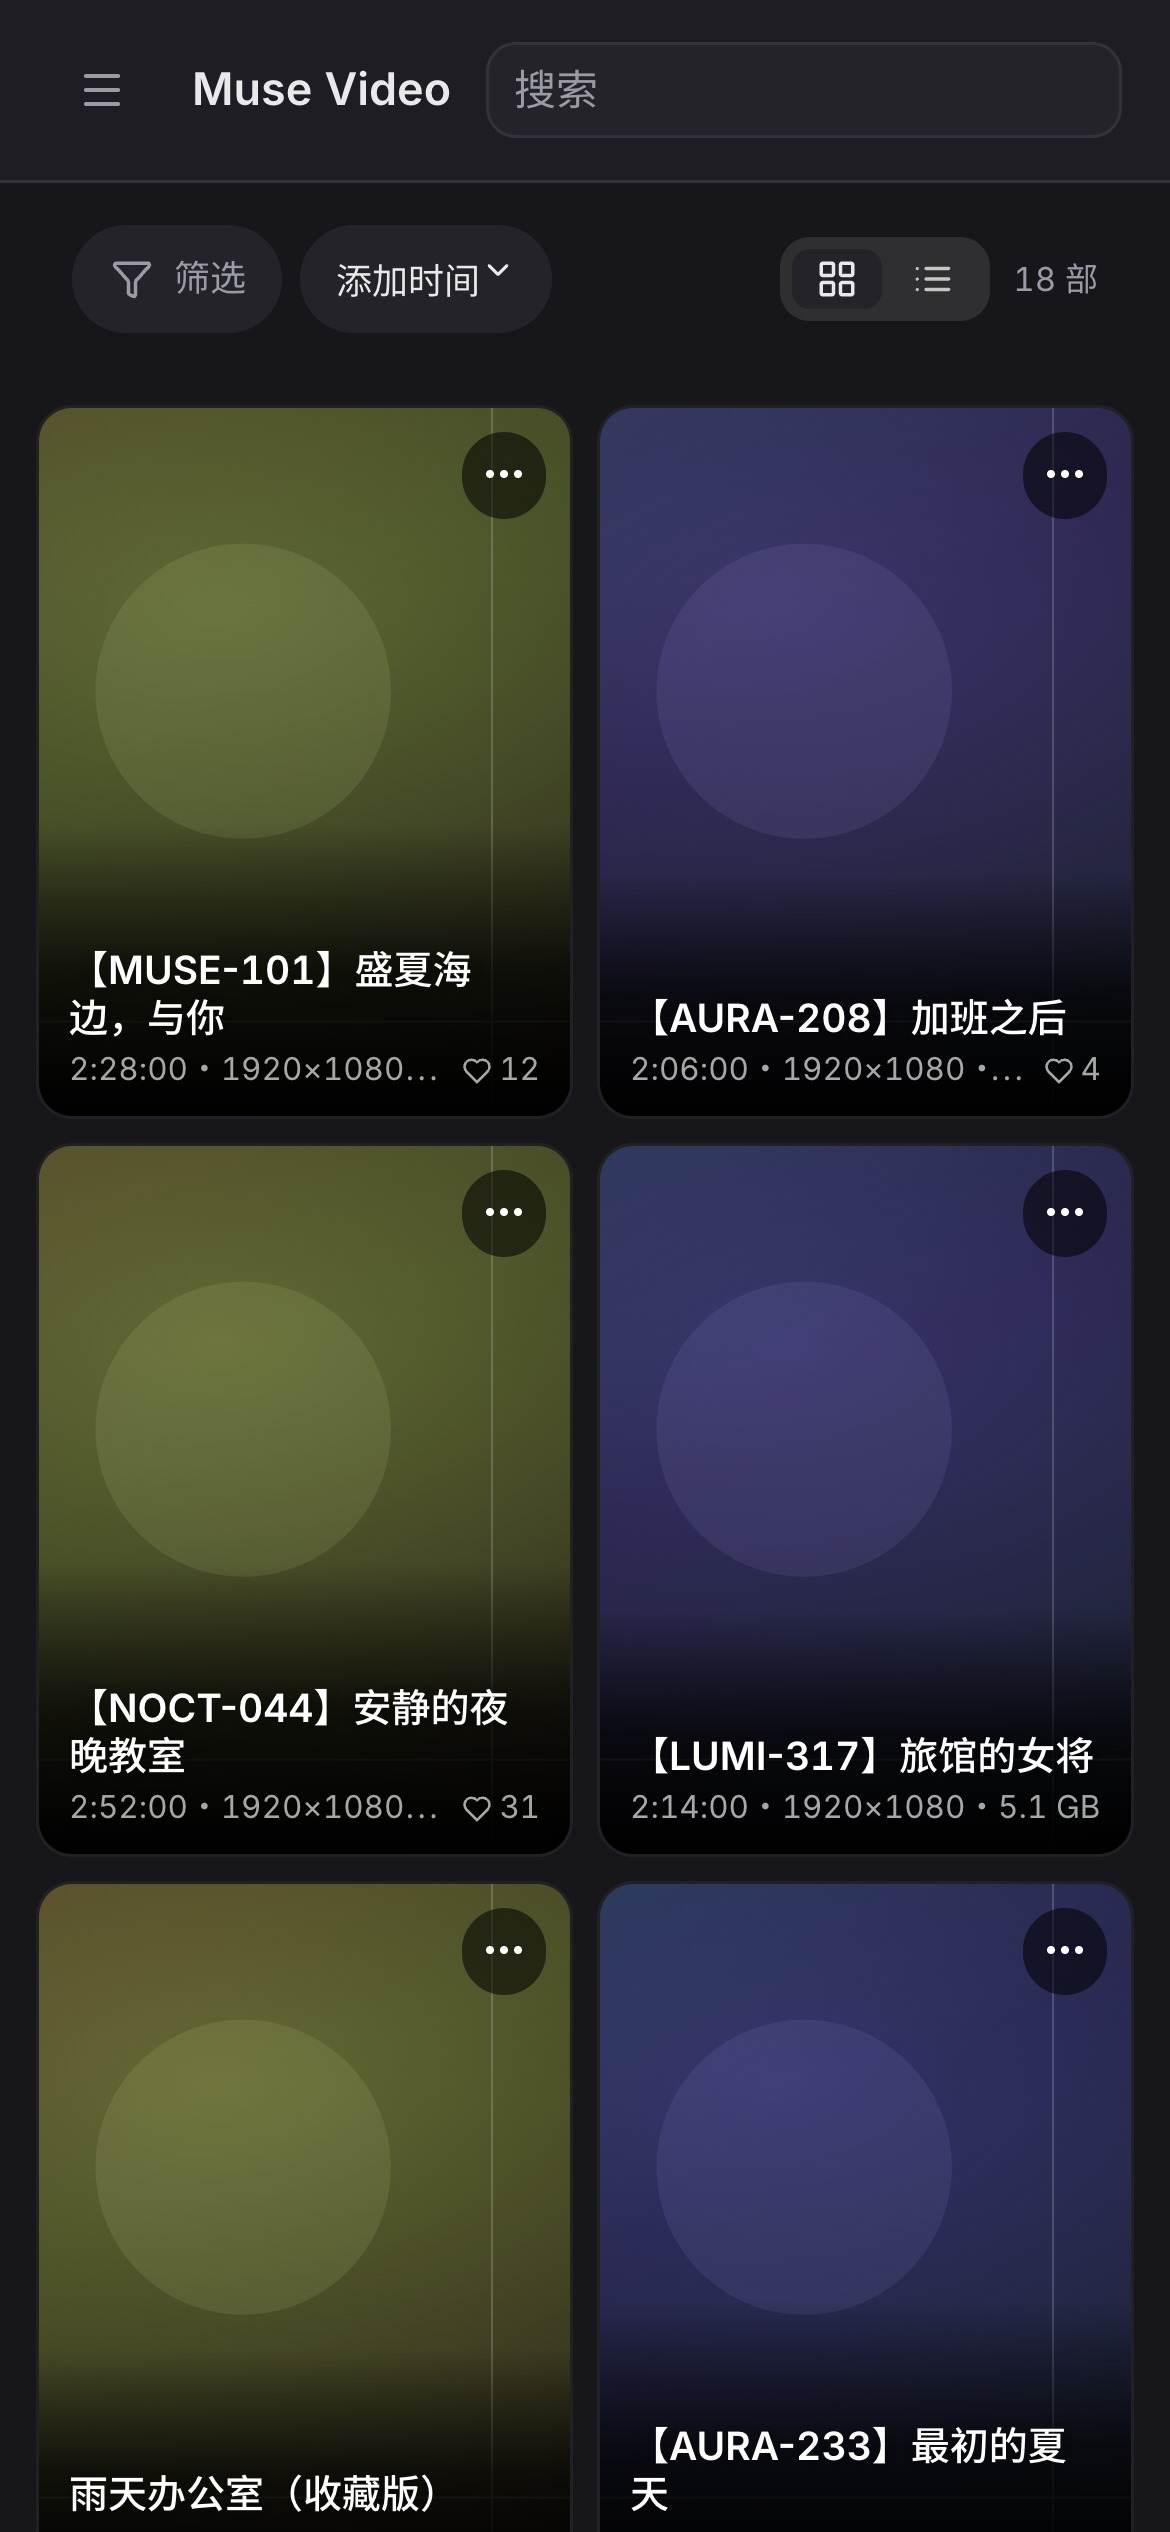 Muse Video
搜索
筛选
添加时间
18 部
【MUSE-101】盛夏海
边，与你
2:28:00 • 1920×1080...
12
【AURA-208】加班之后
2:06:00 • 1920×1080 •...
4
【NOCT-044】安静的夜
晚教室
2:52:00 • 1920×1080...
31
【LUMI-317】旅馆的女将
2:14:00 • 1920×1080 • 5.1 GB
雨天办公室（收藏版）
【AURA-233】最初的夏
天